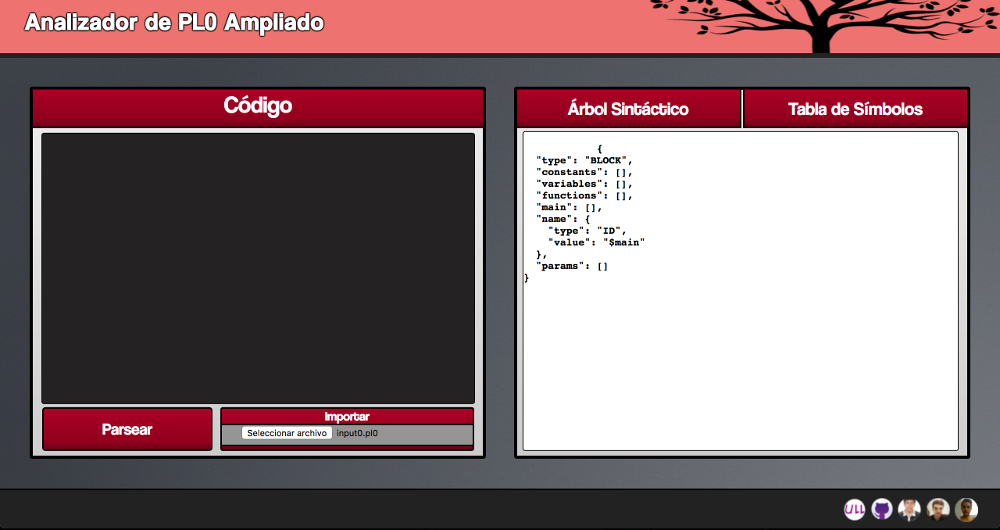 Analizador de PL0 Ampliado
Código
Parsear
Importar
Seleccionar archivo input0.pl0
Árbol Sintáctico
Tabla de Símbolos
{
"type": "BLOCK",
"constants": [],
"variables": [],
"functions": [],
"main": [],
"name": {
"type": "ID",
"value": "$main"
},
"params": []
}
ULL